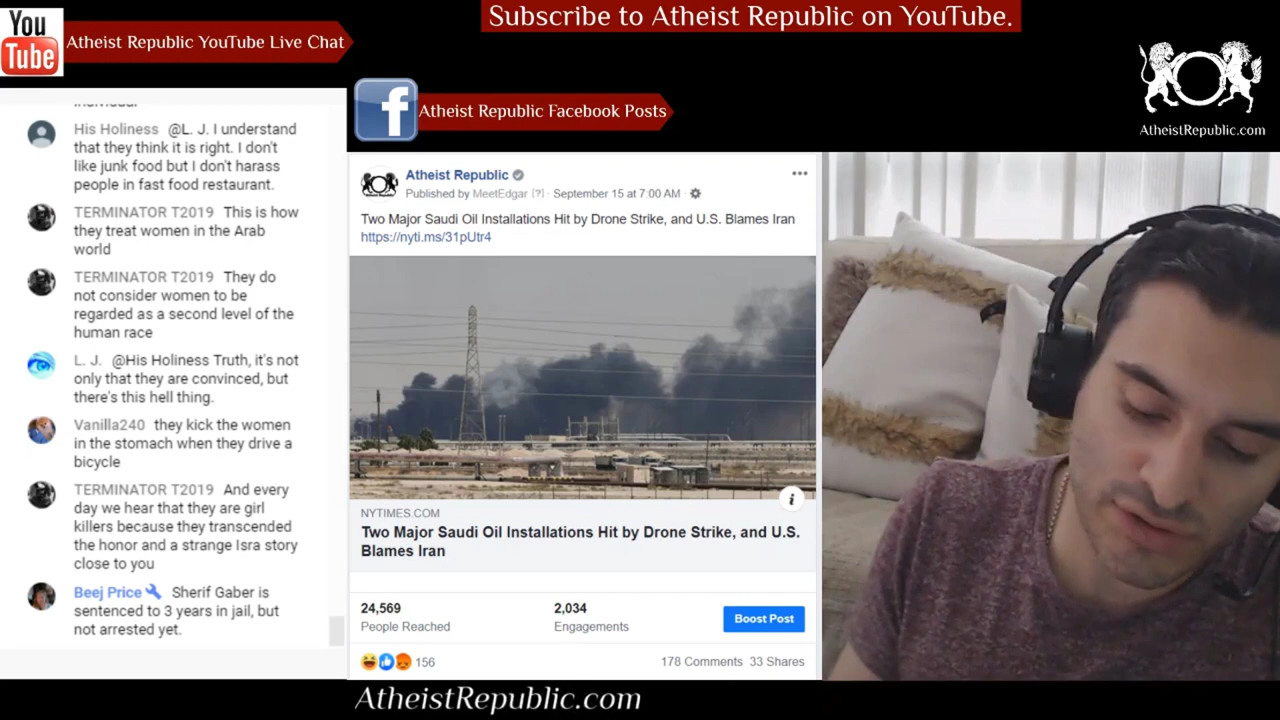 Subscribe to Atheist Republic on YouTube.
You
Tube
Atheist Republic YouTube Live Chat
AtheistRepublic.com
f
Atheist Republic Facebook Posts
His Holiness @L. J. I understand
that they think it is right. I don't
like junk food but I don't harass
people in fast food restaurant.
TERMINATOR T2019 This is how
they treat women in the Arab
world
TERMINATOR T2019 They do
not consider women to be
regarded as a second level of the
human race
L. J. @His Holiness Truth, it's not
only that they are convinced, but
there's this hell thing.
Vanilla240 they kick the women
in the stomach when they drive a
bicycle
TERMINATOR T2019 And every
day we hear that they are girl
killers because they transcended
the honor and a strange Isra story
close to you
Beej Price Sherif Gaber is
sentenced to 3 years in jail, but
not arrested yet.
Atheist Republic
Published by MeetEdgar [?] · September 15 at 7:00 AM ·
Two Major Saudi Oil Installations Hit by Drone Strike, and U.S. Blames Iran
https://nyti.ms/31pUtr4
i
NYTIMES.COM
Two Major Saudi Oil Installations Hit by Drone Strike, and U.S.
Blames Iran
24,569
People Reached
2,034
Engagements
Boost Post
156
178 Comments 33 Shares
AtheistRepublic.com